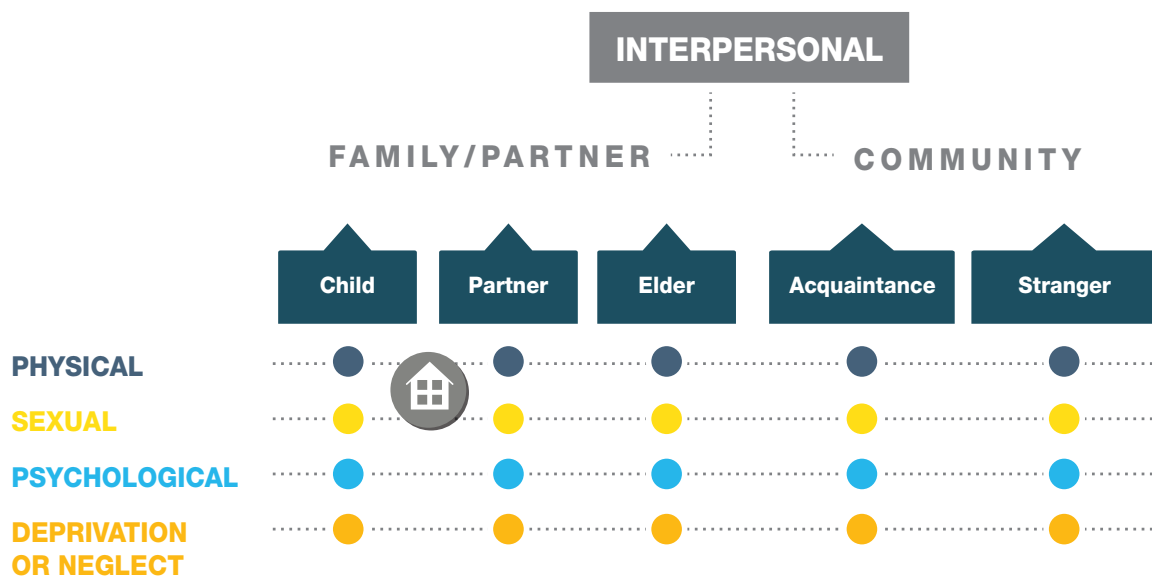 INTERPERSONAL
FAMILY/PARTNER
COMMUNITY
Child
Partner
Elder
Acquaintance
Stranger
PHYSICAL
SEXUAL
PSYCHOLOGICAL
DEPRIVATION
OR NEGLECT